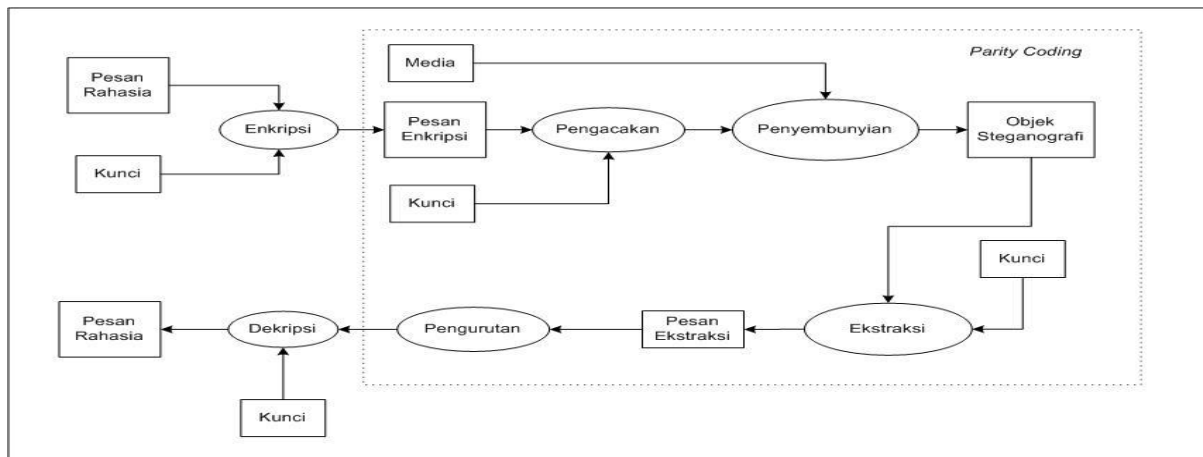 Parity Coding
Pesan
Rahasia
Media
Enkripsi
Pesan
Enkripsi
Pengacakan
Penyembunyian
Objek
Steganografi
Kunci
Kunci
Kunci
Pesan
Rahasia
Dekripsi
Pengurutan
Pesan
Ekstraksi
Ekstraksi
Kunci